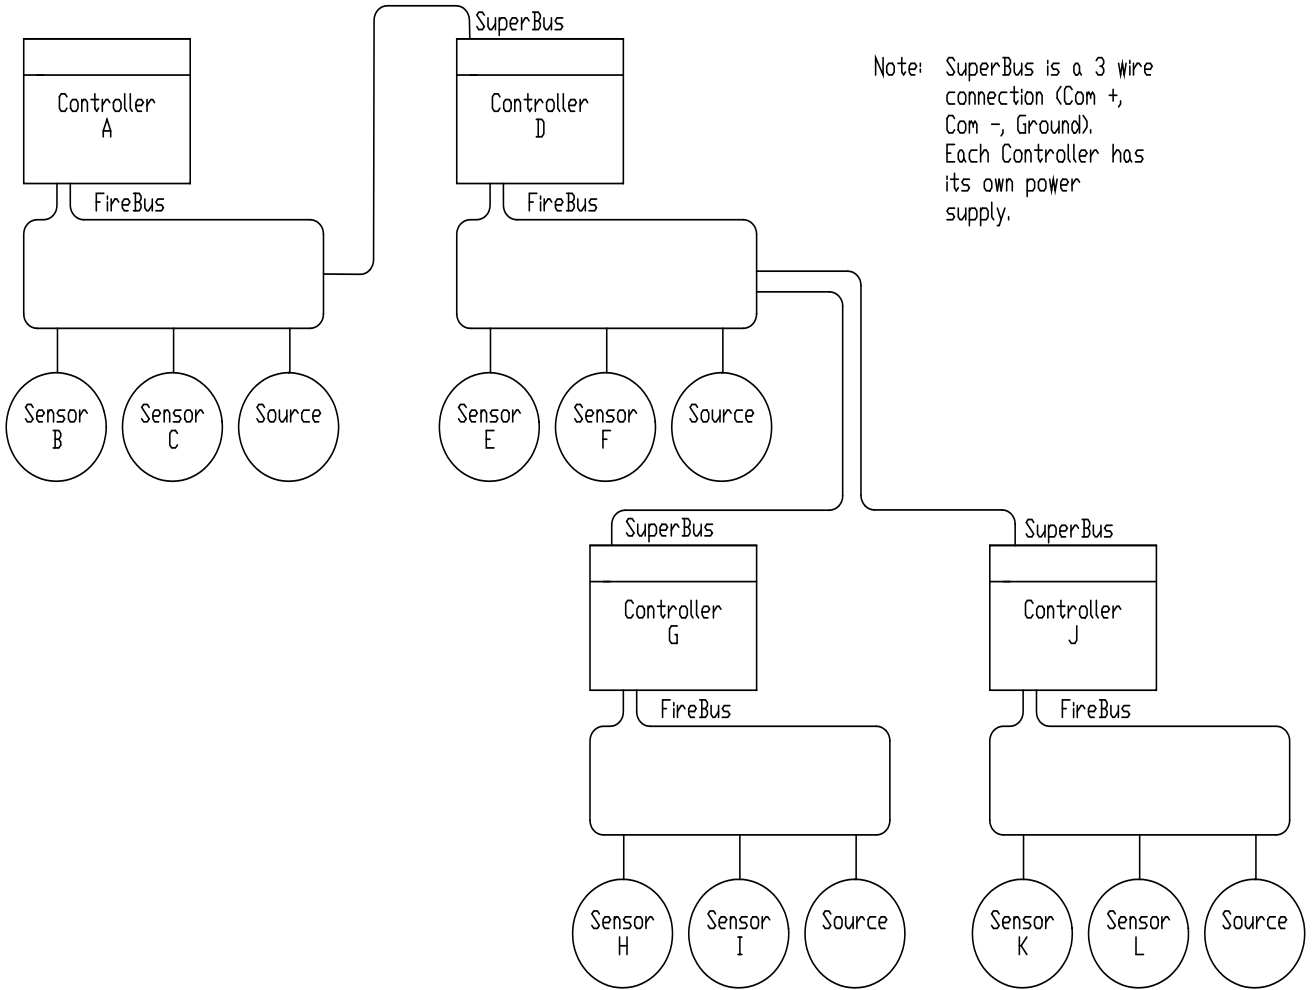 SuperBus
Controller
A
Controller
D
Note: SuperBus is a 3 wire
connection (Com +,
Com -, Ground).
Each Controller has
its own power
supply.
FireBus
FireBus
Sensor
B
Sensor
C
Source
Sensor
E
Sensor
F
Source
SuperBus
SuperBus
Controller
G
Controller
J
FireBus
FireBus
Sensor
H
Sensor
I
Source
Sensor
K
Sensor
L
Source